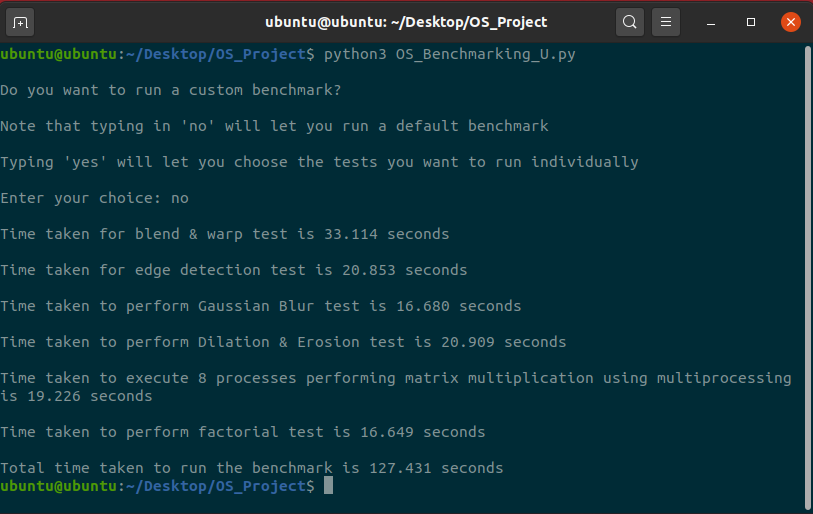 ubuntu@ubuntu: ~/Desktop/OS_Project
ubuntu@ubuntu:~/Desktop/OS_Project$ python3 OS_Benchmarking_U.py
Do you want to run a custom benchmark?
Note that typing in 'no' will let you run a default benchmark
Typing 'yes' will let you choose the tests you want to run individually
Enter your choice: no
Time taken for blend & warp test is 33.114 seconds
Time taken for edge detection test is 20.853 seconds
Time taken to perform Gaussian Blur test is 16.680 seconds
Time taken to perform Dilation & Erosion test is 20.909 seconds
Time taken to execute 8 processes performing matrix multiplication using multiprocessing
is 19.226 seconds
Time taken to perform factorial test is 16.649 seconds
Total time taken to run the benchmark is 127.431 seconds
ubuntu@ubuntu:~/Desktop/OS_Project$